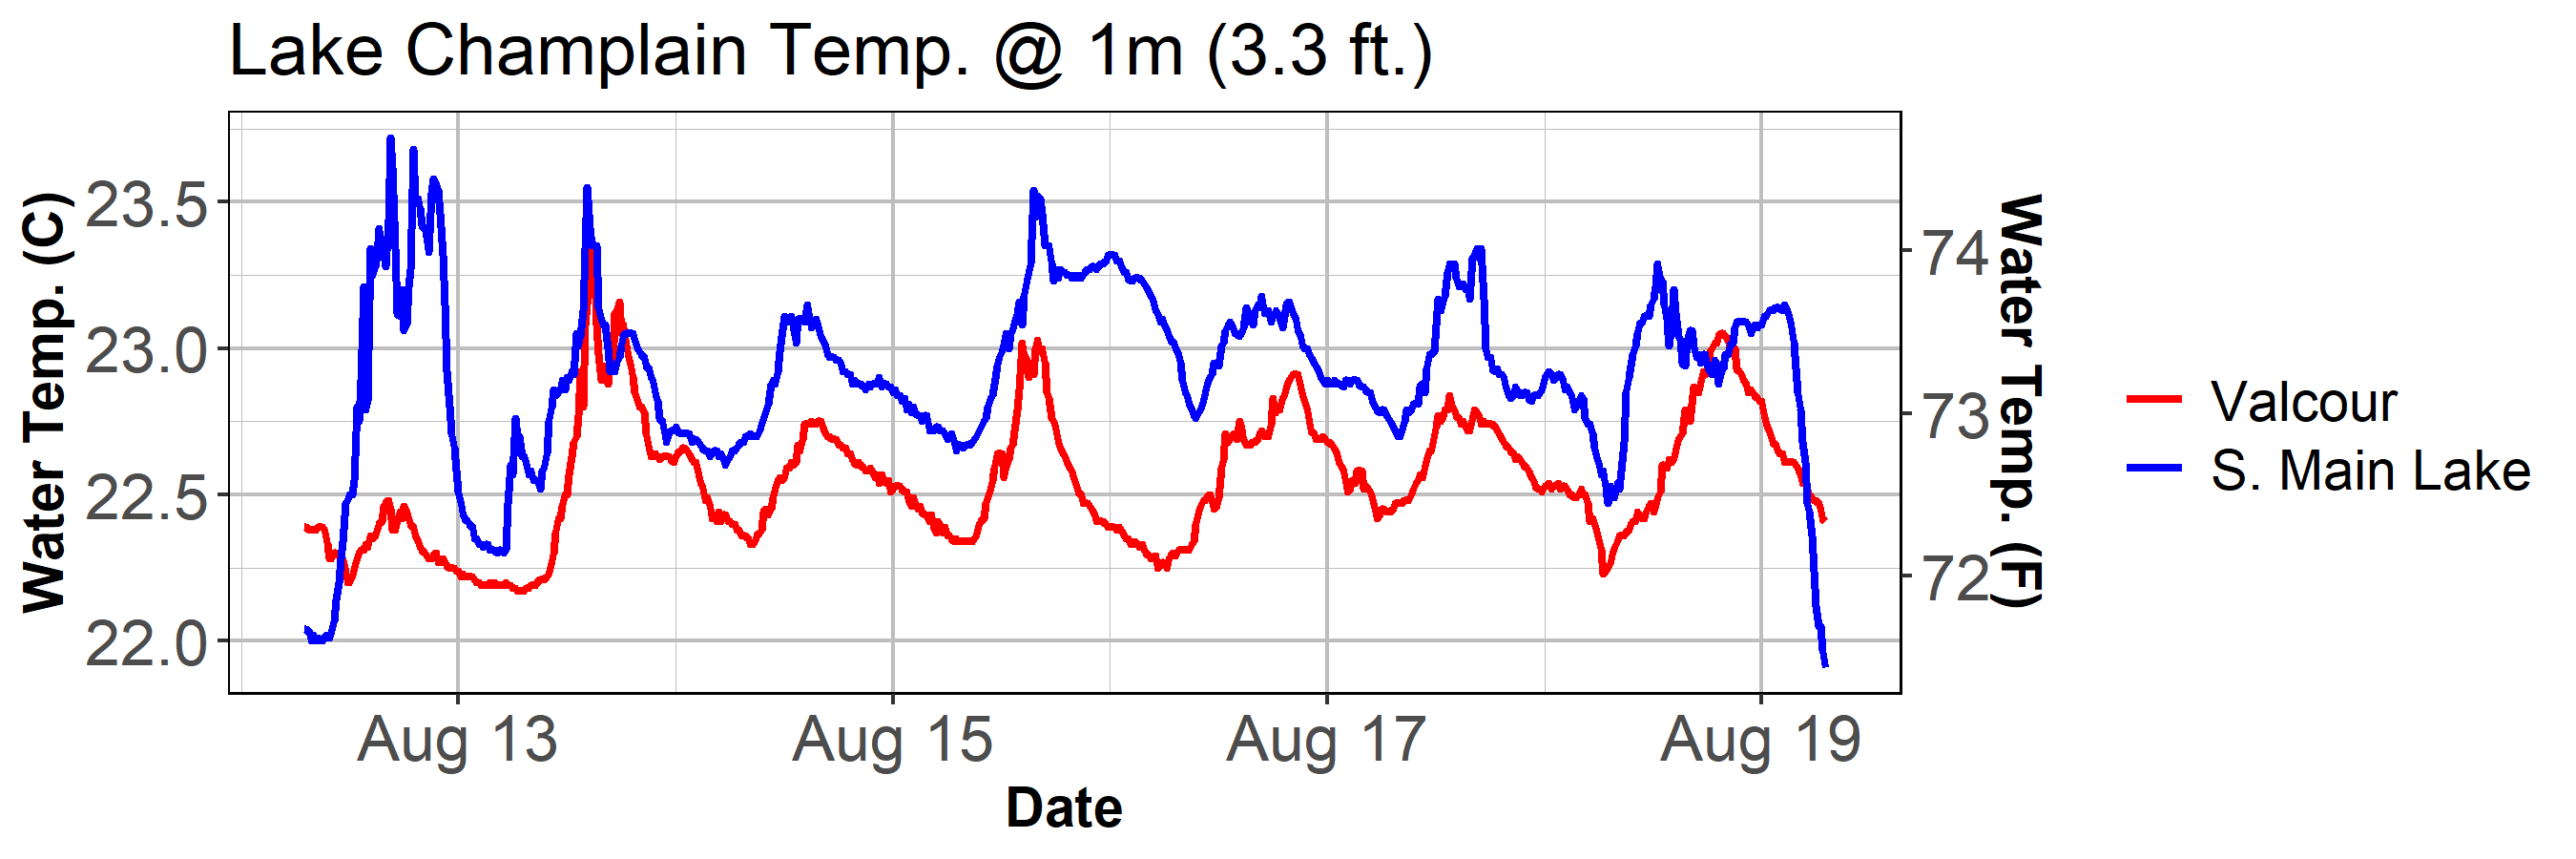 Lake Champlain Temp. @ 1m (3.3 ft.)
Water Temp. (C)
23.5
23.0
22.5
22.0
Water Temp. (F)
74
73
72
Aug 13
Aug 15
Aug 17
Aug 19
Date
Valcour
S. Main Lake